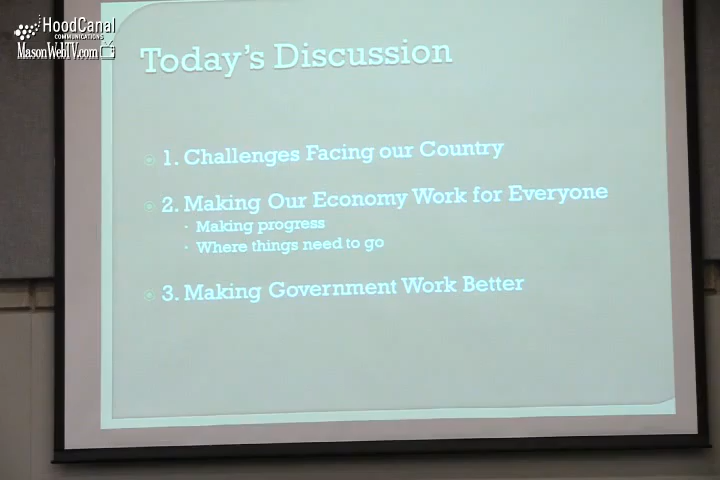 HoodCanal
COMMUNICATIONS
MasonWebTV.com
Today's Discussion
1. Challenges Facing our Country
2. Making Our Economy Work for Everyone
Making progress
Where things need to go
3. Making Government Work Better